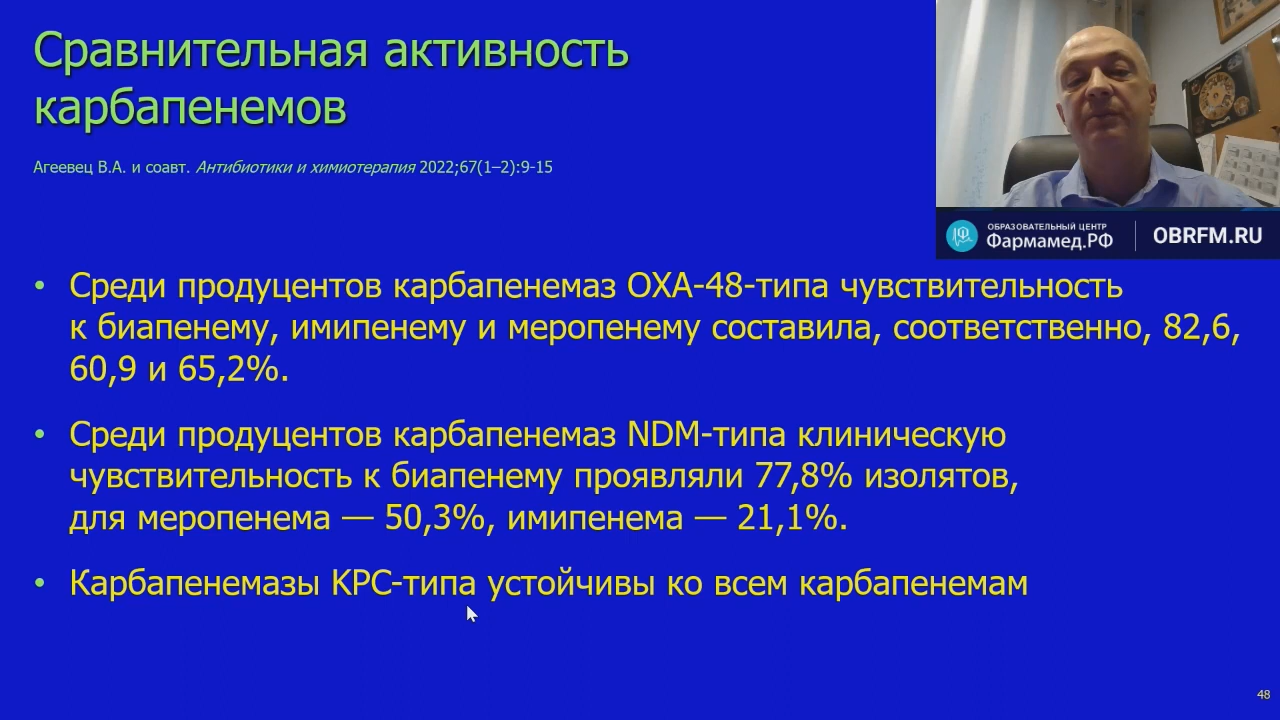 Сравнительная активность
карбапенемов
Агеевец В.А. и соавт. Антибиотики и химиотерапия 2022;67(1–2):9-15
ОБРАЗОВАТЕЛЬНЫЙ ЦЕНТР
Фармамед.РФ
OBRFM.RU
• Среди продуцентов карбапенемаз OXA-48-типа чувствительность
к биапенему, имипенему и меропенему составила, соответственно, 82,6,
60,9 и 65,2%.
• Среди продуцентов карбапенемаз NDM-типа клиническую
чувствительность к биапенему проявляли 77,8% изолятов,
для меропенема — 50,3%, имипенема — 21,1%.
• Карбапенемазы KPC-типа устойчивы ко всем карбапенемам
48